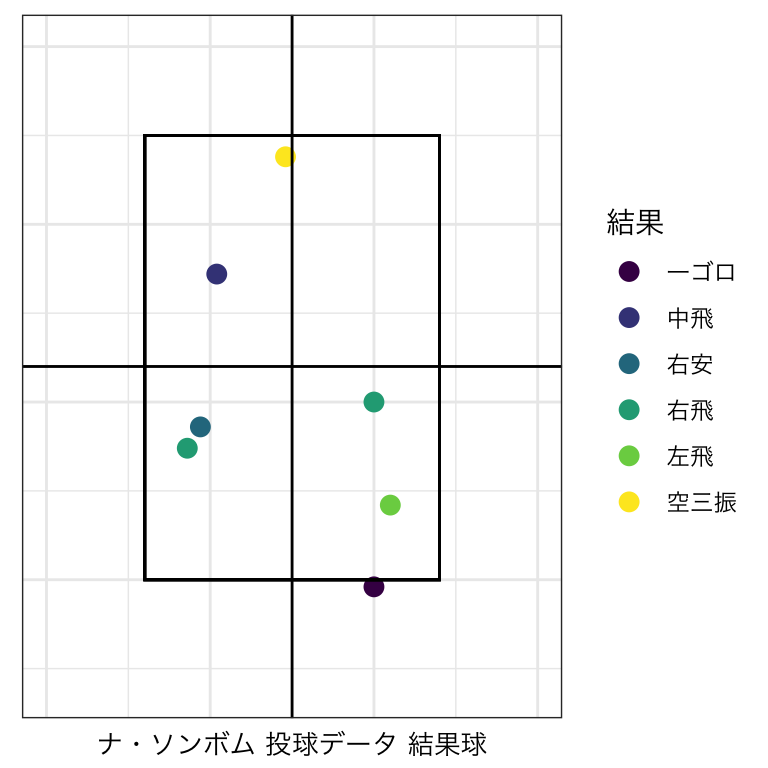 結果
一ゴロ
中飛
右安
右飛
左飛
空三振
ナ・ソンボム 投球データ 結果球